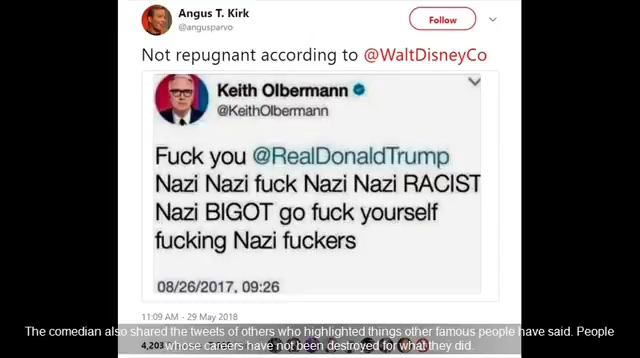 Angus T. Kirk
@angusparvo
Follow
Not repugnant according to @WaltDisneyCo
Keith Olbermann
@KeithOlbermann
Fuck you @RealDonaldTrump
Nazi Nazi fuck Nazi Nazi RACIST
Nazi BIGOT go fuck yourself
fucking Nazi fuckers
08/26/2017, 09:26
11:09 AM - 29 May 2018
The comedian also shared the tweets of others who highlighted things other famous people have said. People
4,203
whose careers have not been destroyed for what they did.